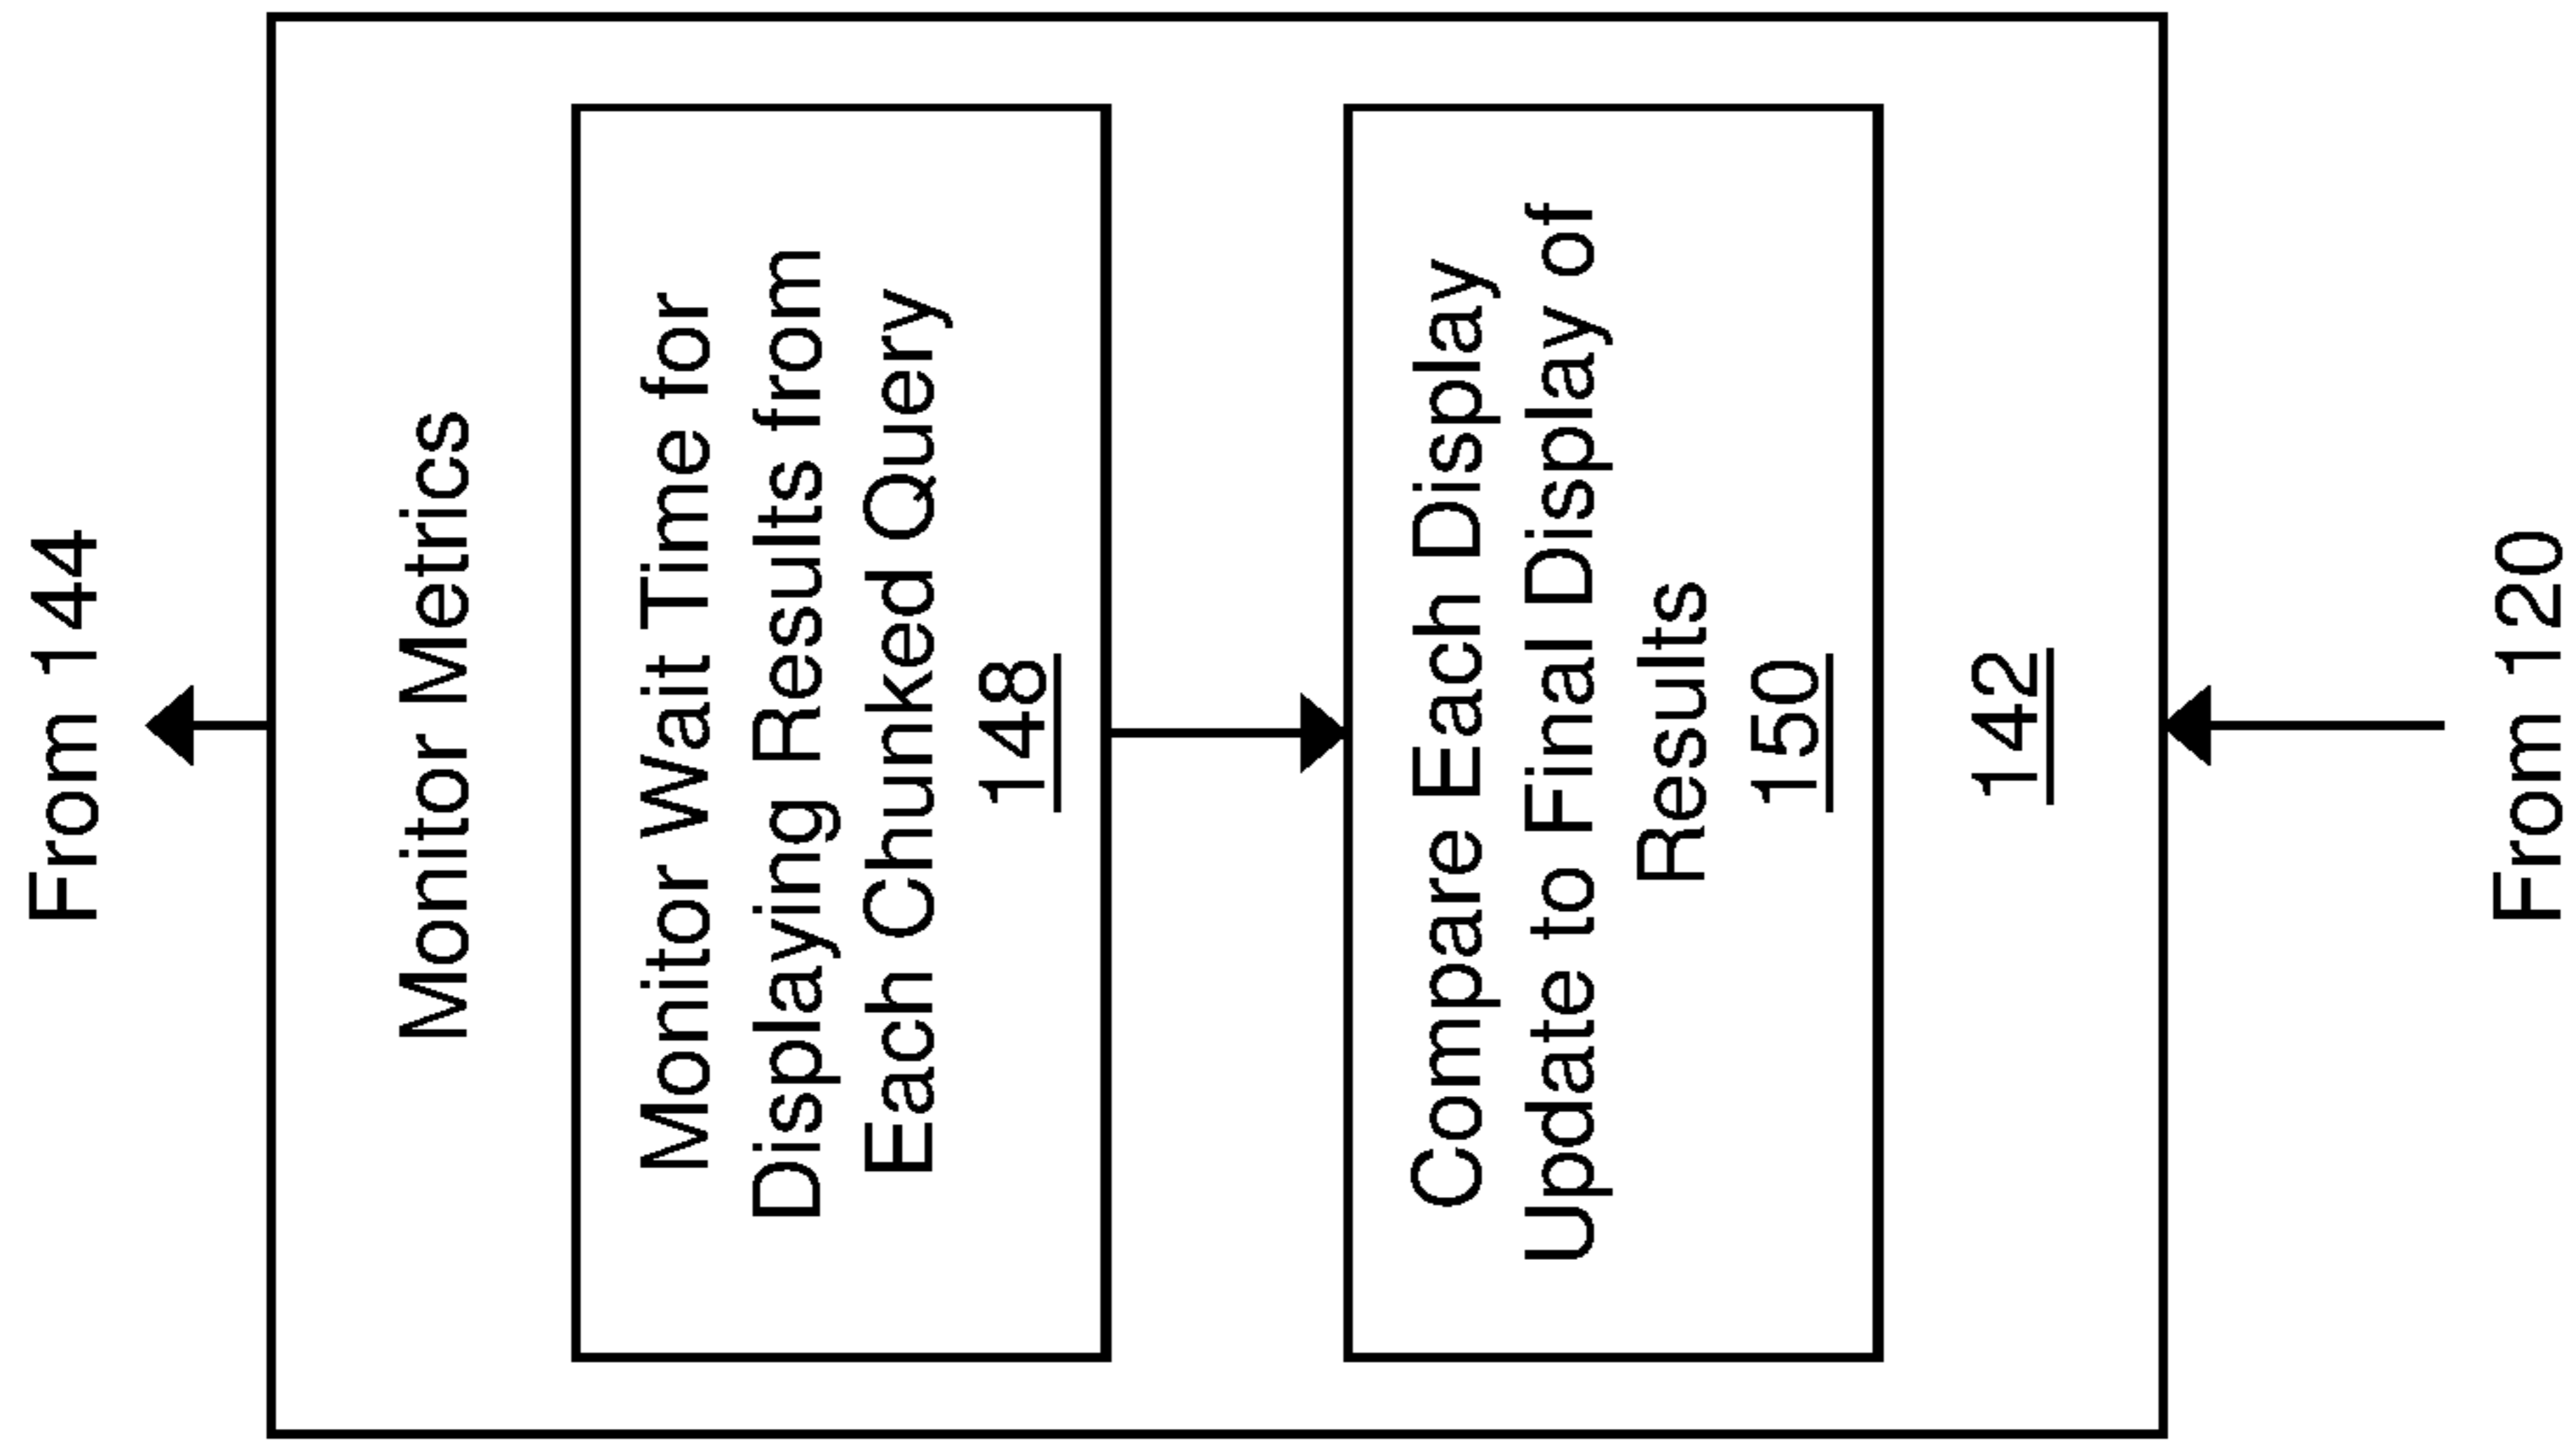 From 144
Monitor Metrics
Monitor Wait Time for
Displaying Results from
Each Chunked Query
148
Compare Each Display
Update to Final Display of
Results
150
142
From 120